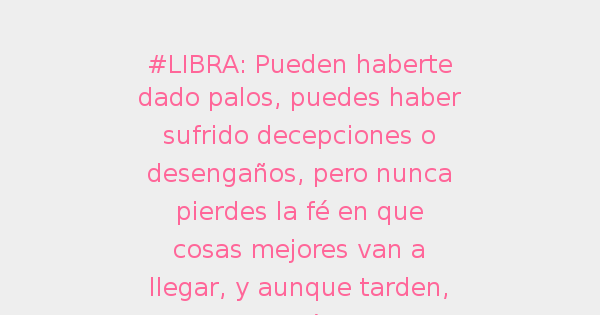 #LIBRA: Pueden haberte
dado palos, puedes haber
sufrido decepciones o
desengaños, pero nunca
pierdes la fé en que
cosas mejores van a
llegar, y aunque tarden,